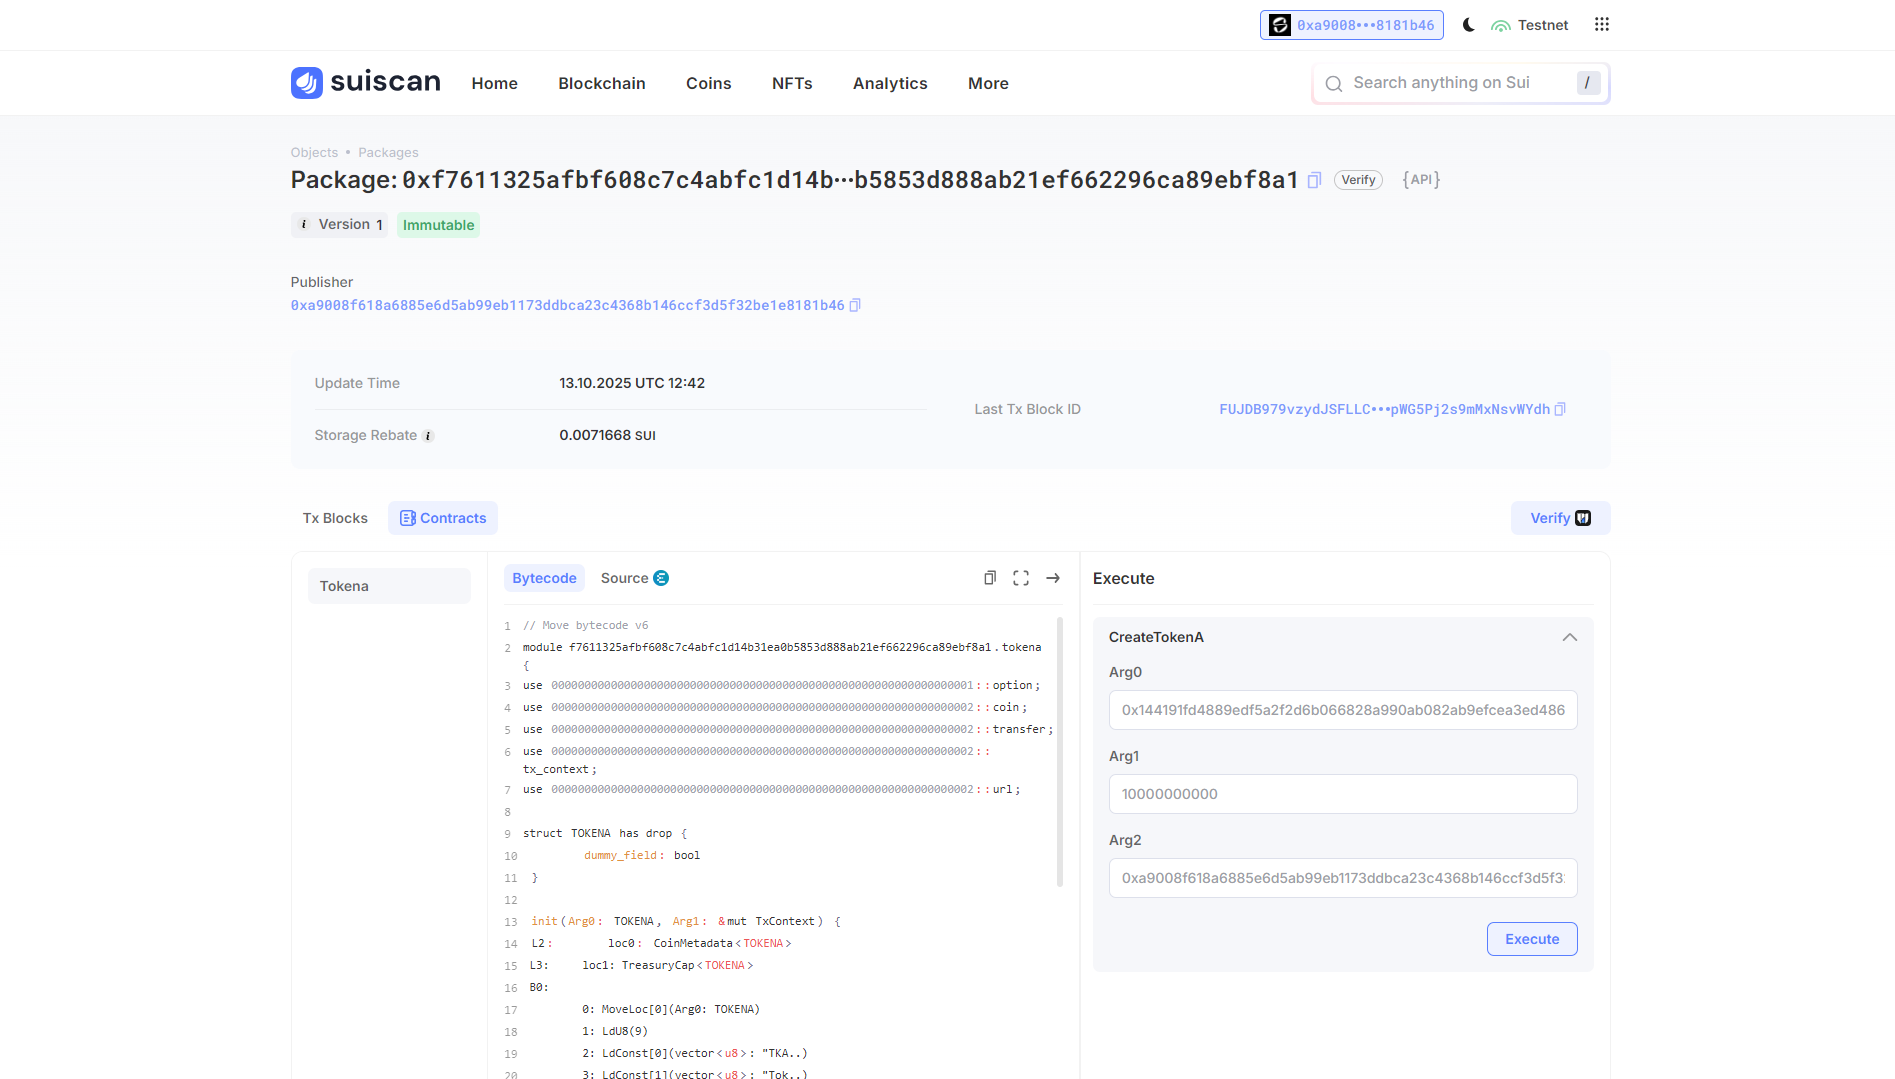 0xa9008•••8181b46
Testnet
suiscan
Home
Blockchain
Coins
NFTs
Analytics
More
Search anything on Sui
/
Objects • Packages
Package: 0xf7611325afbf608c7c4abfc1d14b•••b5853d888ab21ef662296ca89ebf8a1
Verify
{API}
i Version 1
Immutable
Publisher
0xa9008f618a6885e6d5ab99eb1173ddbca23c4368b146ccf3d5f32be1e8181b46
Update Time
13.10.2025 UTC 12:42
Storage Rebate i
0.0071668 SUI
Last Tx Block ID
FUJDB979vzydJSFLLC•••pWG5Pj2s9mMxNsvWYdh
Tx Blocks
Contracts
Verify
Tokena
Bytecode
Source
1 // Move bytecode v6
2 module f7611325afbf608c7c4abfc1d14b31ea0b5853d888ab21ef662296ca89ebf8a1.tokena
{
3 use 0000000000000000000000000000000000000000000000000000000000000001::option;
4 use 0000000000000000000000000000000000000000000000000000000000000002::coin;
5 use 0000000000000000000000000000000000000000000000000000000000000002::transfer;
6 use 0000000000000000000000000000000000000000000000000000000000000002::
tx_context;
7 use 0000000000000000000000000000000000000000000000000000000000000002::url;
8
9 struct TOKENA has drop {
10 dummy_field: bool
11 }
12
13 init(Arg0: TOKENA, Arg1: &mut TxContext) {
14 L2: loc0: CoinMetadata<TOKENA>
15 L3: loc1: TreasuryCap<TOKENA>
16 B0:
17 0: MoveLoc[0](Arg0: TOKENA)
18 1: LdU8(9)
19 2: LdConst[0](vector<u8>: "TKA..)
20 3: LdConst[1](vector<u8>: "Tok..)
Execute
CreateTokenA
Arg0
0x144191fd4889edf5a2f2d6b066828a990ab082ab9efcea3ed486
Arg1
10000000000
Arg2
0xa9008f618a6885e6d5ab99eb1173ddbca23c4368b146ccf3d5f3
Execute